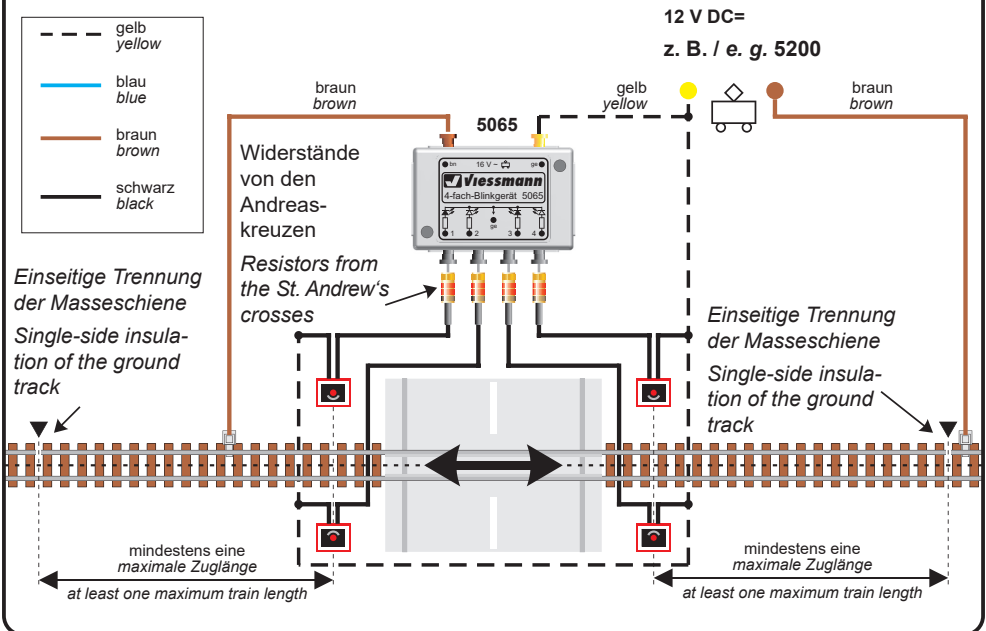 gelb
yellow
blau
blue
braun
brown
schwarz
black
12 V DC=
z. B. / e. g. 5200
braun
brown
gelb
yellow
braun
brown
5065
Widerstände
von den
Andreas-
kreuzen
Resistors from
the St. Andrew‘s
crosses
bn
16 V ~
ge
Viessmann
4-fach-Blinkgerät 5065
ge
1
2
3
4
Einseitige Trennung
der Masseschiene
Single-side insula-
tion of the ground
track
Einseitige Trennung
der Masseschiene
Single-side insula-
tion of the ground
track
mindestens eine
maximale Zuglänge
at least one maximum train length
mindestens eine
maximale Zuglänge
at least one maximum train length